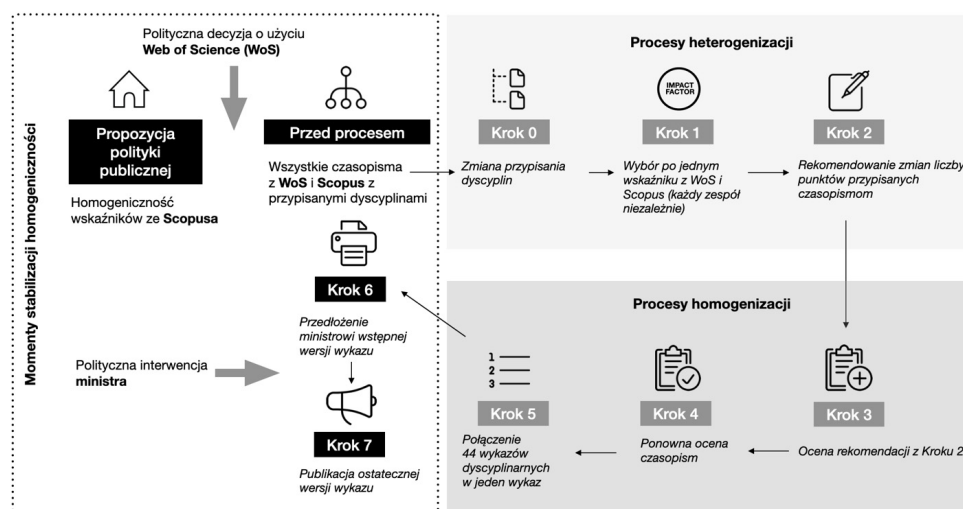 Polityczna decyzja o użyciu
Web of Science (WoS)
Momenty stabilizacji homogeniczności
Propozycja
polityki
publicznej
Homogeniczność
wskaźników ze Scopusa
Przed procesem
Wszystkie czasopisma
z WoS i Scopus z
przypisanymi dyscyplinami
Procesy heterogenizacji
Krok 0
Zmiana przypisania
dyscyplin
IMPACT
FACTOR
Krok 1
Wybór po jednym
wskaźniku z WoS i
Scopus (każdy zespół
niezależnie)
Krok 2
Rekomendowanie zmian liczby
punktów przypisanych
czasopismom
Procesy homogenizacji
Krok 3
Ocena rekomendacji z Kroku 2
Krok 4
Ponowna ocena
czasopism
1
2
3
Krok 5
Połączenie
44 wykazów
dyscyplinarnych
w jeden wykaz
Krok 6
Przedłożenie
ministrowi wstępnej
wersji wykazu
Polityczna interwencja
ministra
Krok 7
Publikacja ostatecznej
wersji wykazu